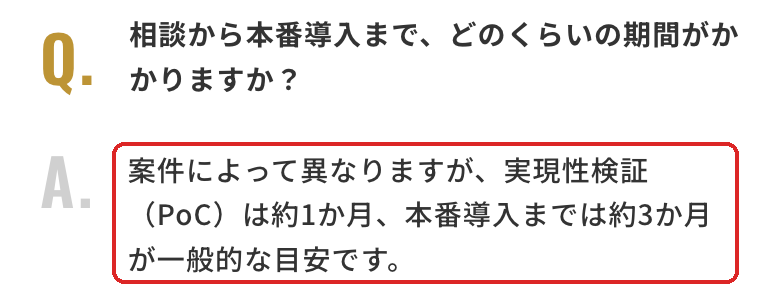 Q.
相談から本番導入まで、どのくらいの期間がか
かりますか？
A.
案件によって異なりますが、実現性検証
（PoC）は約1か月、本番導入までは約3か月
が一般的な目安です。